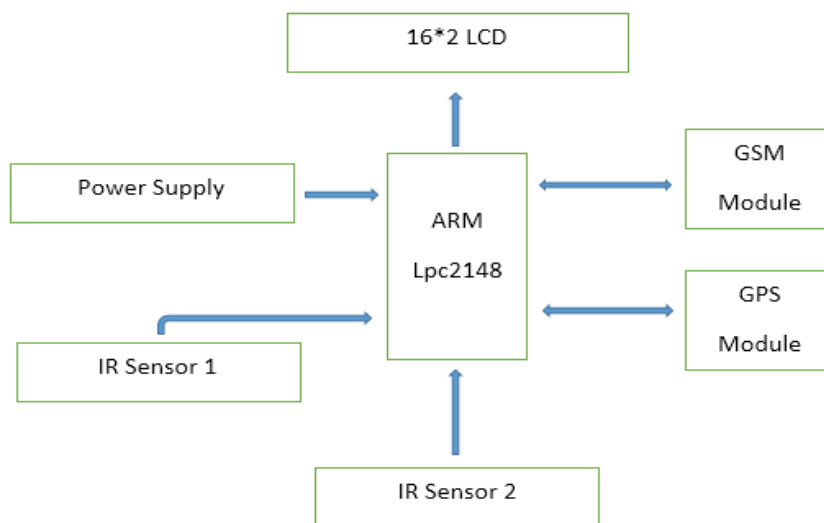 16*2 LCD
Power Supply
ARM
Lpc2148
GSM
Module
GPS
Module
IR Sensor 1
IR Sensor 2